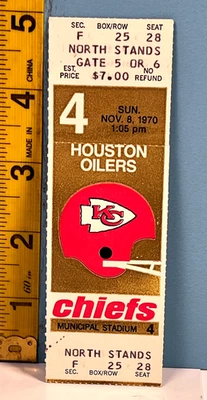 SEC. BOX/ROW SEAT
F 25 28
NORTH STANDS
GATE 5 OR 6
EST. PRICE $7.00 NO REFUND
4
SUN.
NOV. 8, 1970
1:05 pm
HOUSTON
OILERS
KC
chiefs
MUNICIPAL STADIUM 4
NORTH STANDS
F 25 28
SEC. BOX/ROW SEAT
5
4
CHINA
3
2
1